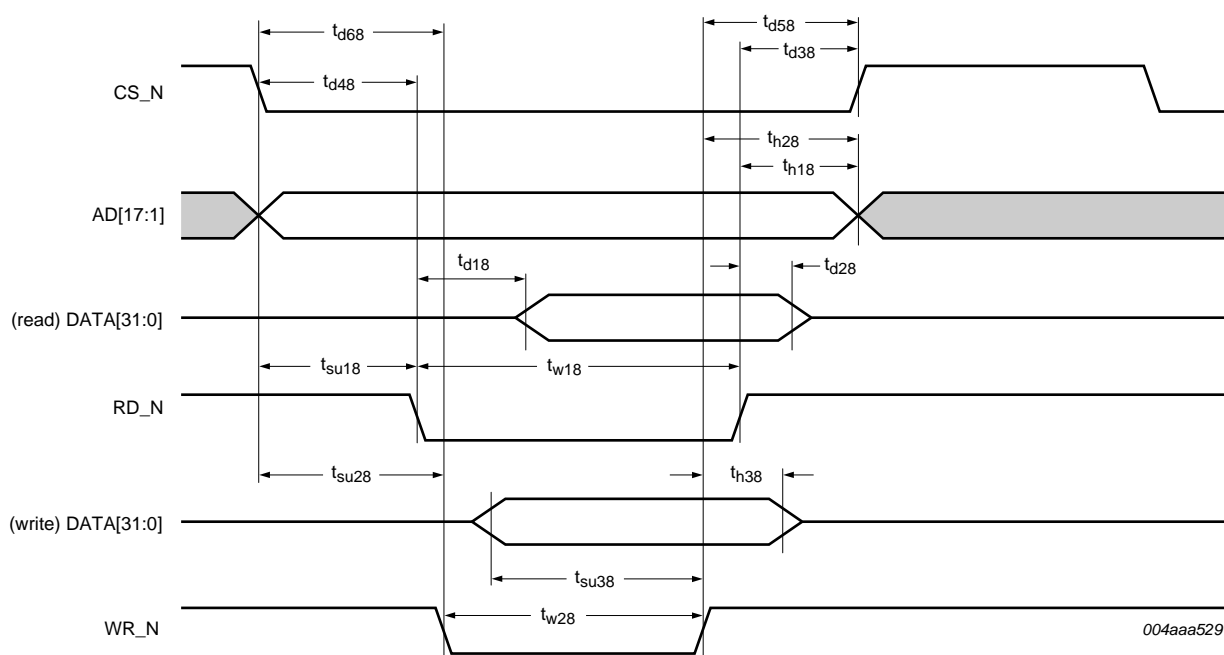 td58
td68
td38
td48
CS_N
th28
th18
AD[17:1]
td18
td28
(read) DATA[31:0]
tsu18
tw18
RD_N
tsu28
th38
(write) DATA[31:0]
tsu38
tw28
WR_N
004aaa529